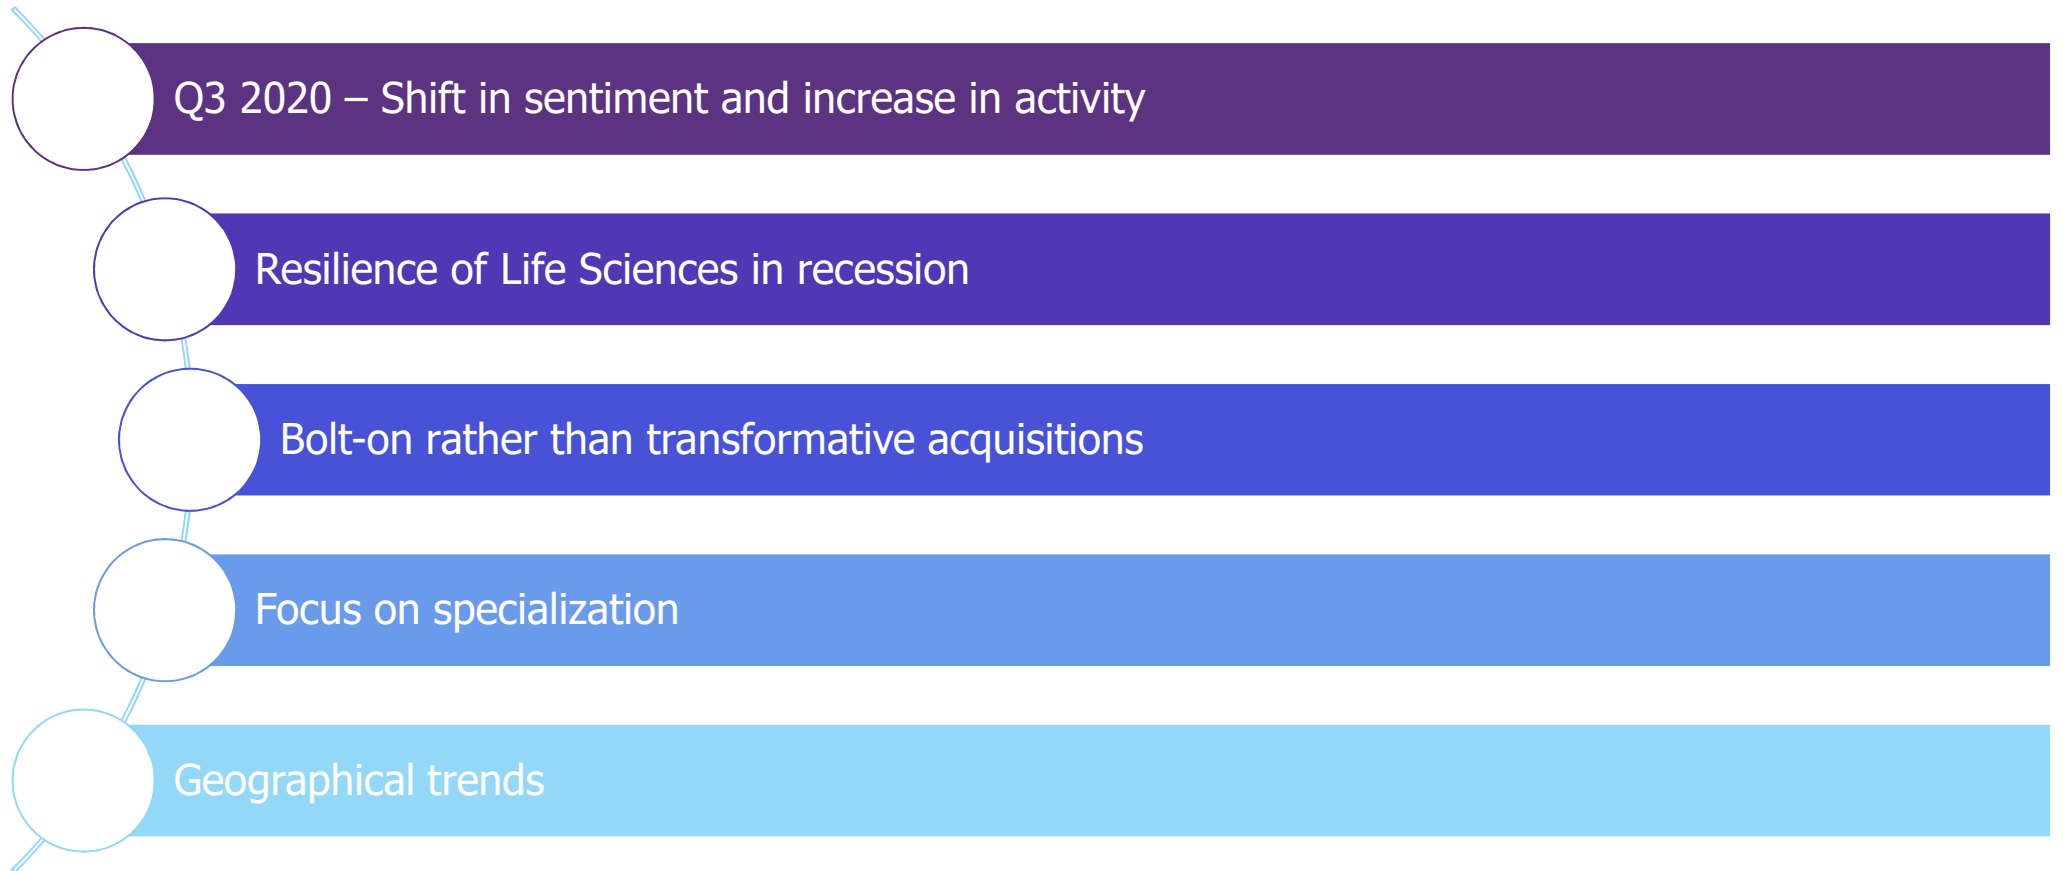 Q3 2020 – Shift in sentiment and increase in activity
Resilience of Life Sciences in recession
Bolt-on rather than transformative acquisitions
Focus on specialization
Geographical trends